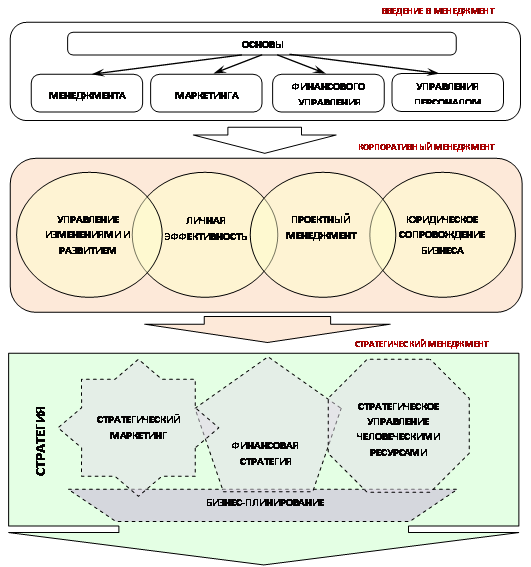 ВВЕДЕНИЕ В МЕНЕДЖМЕНТ
ОСНОВЫ
МЕНЕДЖМЕНТА
МАРКЕТИНГА
ФИНАНСОВОГО
УПРАВЛЕНИЯ
УПРАВЛЕНИЯ
ПЕРСОНАЛОМ
КОРПОРАТИВНЫЙ МЕНЕДЖМЕНТ
УПРАВЛЕНИЕ
ИЗМЕНЕНИЯМИ И
РАЗВИТИЕМ
ЛИЧНАЯ
ЭФФЕКТИВНОСТЬ
ПРОЕКТНЫЙ
МЕНЕДЖМЕНТ
ЮРИДИЧЕСКОЕ
СОПРОВОЖДЕНИЕ
БИЗНЕСА
СТРАТЕГИЧЕСКИЙ МЕНЕДЖМЕНТ
СТРАТЕГИЯ
СТРАТЕГИЧЕСКИЙ
МАРКЕТИНГ
ФИНАНСОВАЯ
СТРАТЕГИЯ
СТРАТЕГИЧЕСКОЕ
УПРАВЛЕНИЕ
ЧЕЛОВЕЧЕСКИМИ
РЕСУРСАМИ
БИЗНЕС-ПЛИНИРОВАНИЕ